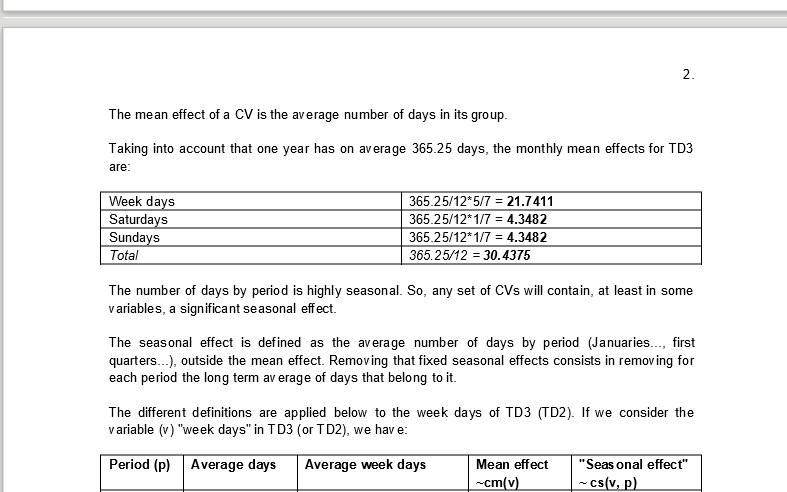 2.
The mean effect of a CV is the average number of days in its group.
Taking into account that one year has on average 365.25 days, the monthly mean effects for TD3
are:
Week days 365.25/12*5/7 = 21.7411
Saturdays 365.25/12*1/7 = 4.3482
Sundays 365.25/12*1/7 = 4.3482
Total 365.25/12 = 30.4375
The number of days by period is highly seasonal. So, any set of CVs will contain, at least in some
variables, a significant seasonal effect.
The seasonal effect is defined as the average number of days by period (Januaries..., first
quarters...), outside the mean effect. Removing that fixed seasonal effects consists in removing for
each period the long term average of days that belong to it.
The different definitions are applied below to the week days of TD3 (TD2). If we consider the
variable (v) "week days" in TD3 (or TD2), we have:
Period (p) Average days Average week days Mean effect "Seasonal effect"
~cm(v) ~ cs(v, p)